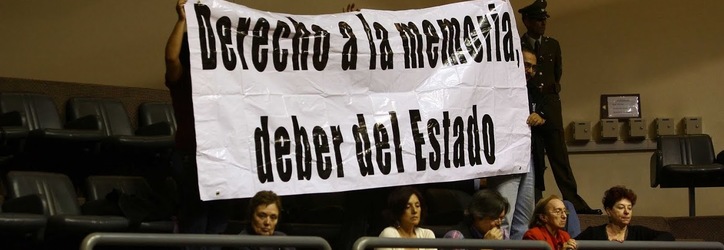 Derecho a la memoria,
deber del Estado